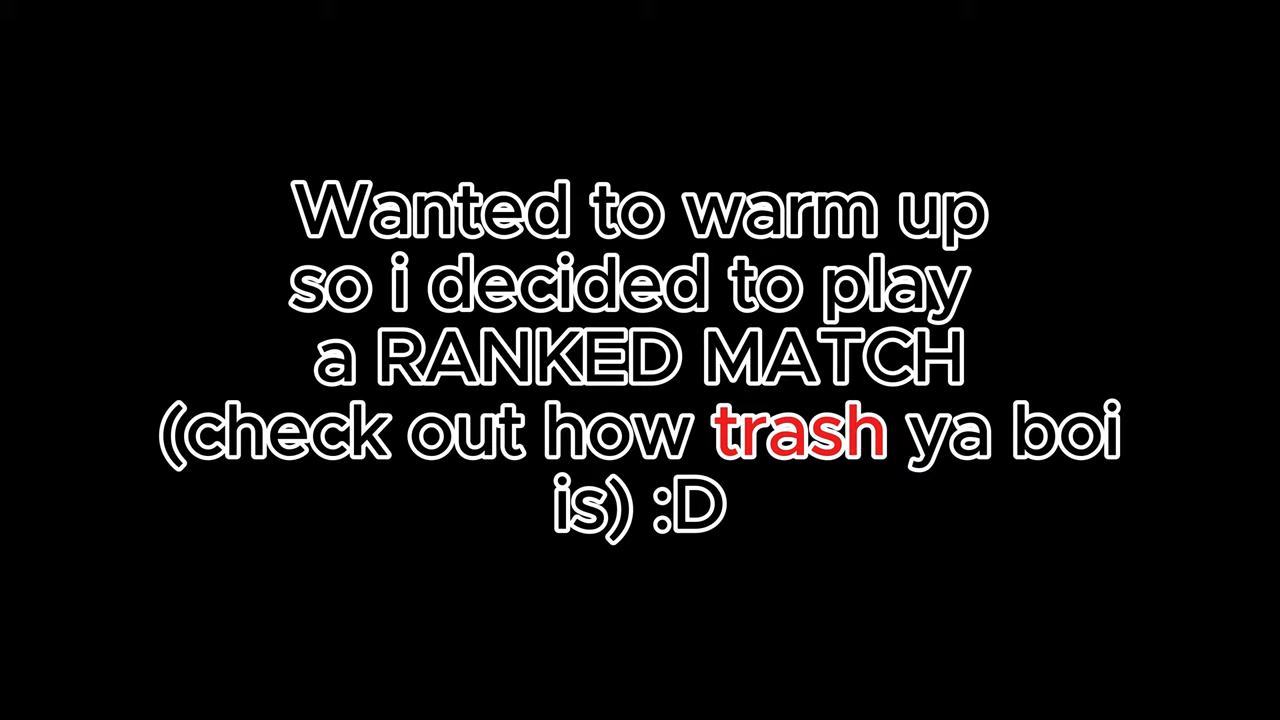 Wanted to warm up
so i decided to play
a RANKED MATCH
(check out how trash ya boi
is) :D